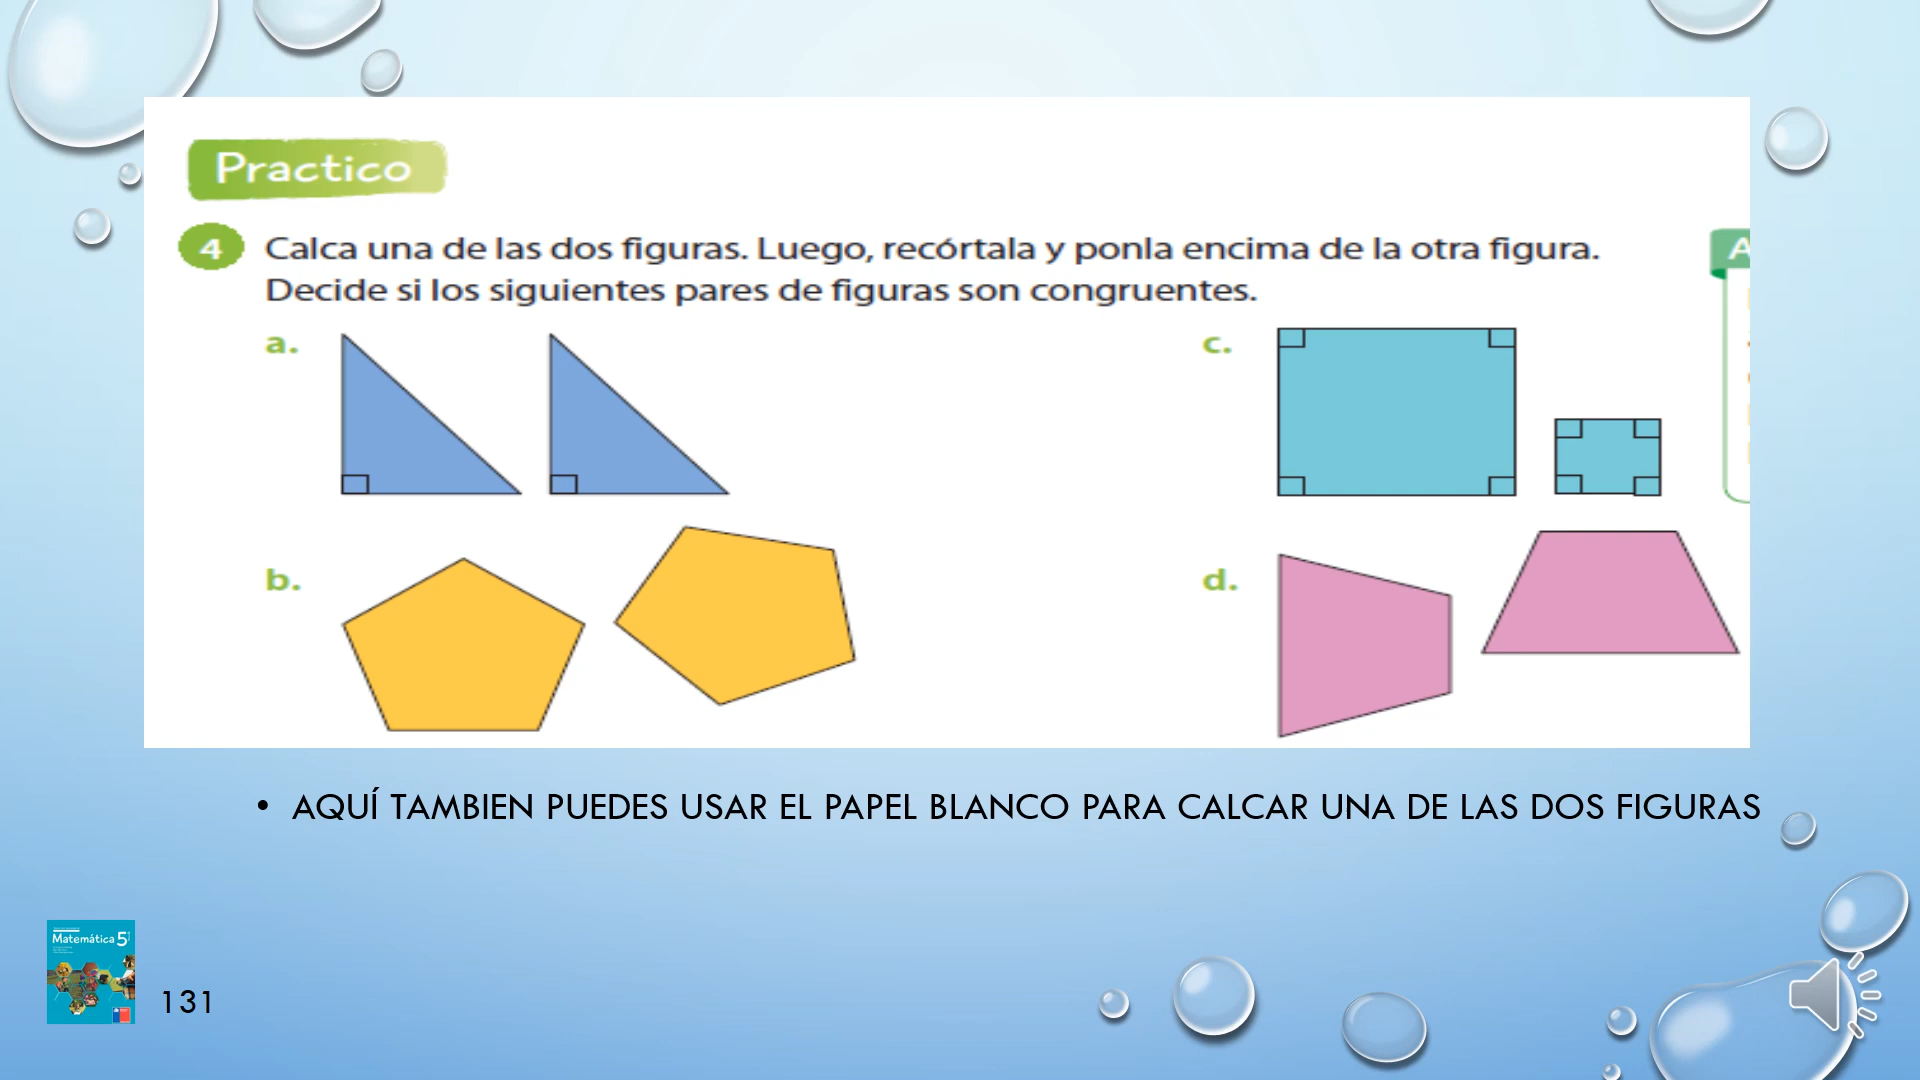 Practico
4 Calca una de las dos figuras. Luego, recórtala y ponla encima de la otra figura.
Decide si los siguientes pares de figuras son congruentes.
A
a.
c.
b.
d.
• AQUÍ TAMBIEN PUEDES USAR EL PAPEL BLANCO PARA CALCAR UNA DE LAS DOS FIGURAS
Matemática 5
131